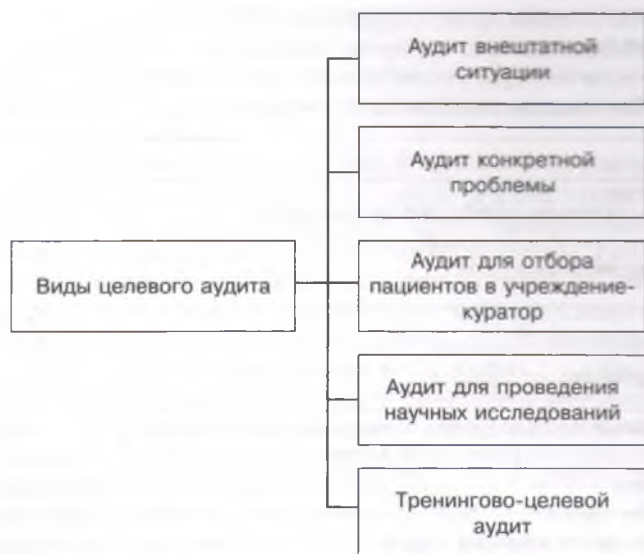 Виды целевого аудита
Аудит внештатной
ситуации
Аудит конкретной
проблемы
Аудит для отбора
пациентов в учреждение-
куратор
Аудит для проведения
научных исследований
Тренингово-целевой
аудит